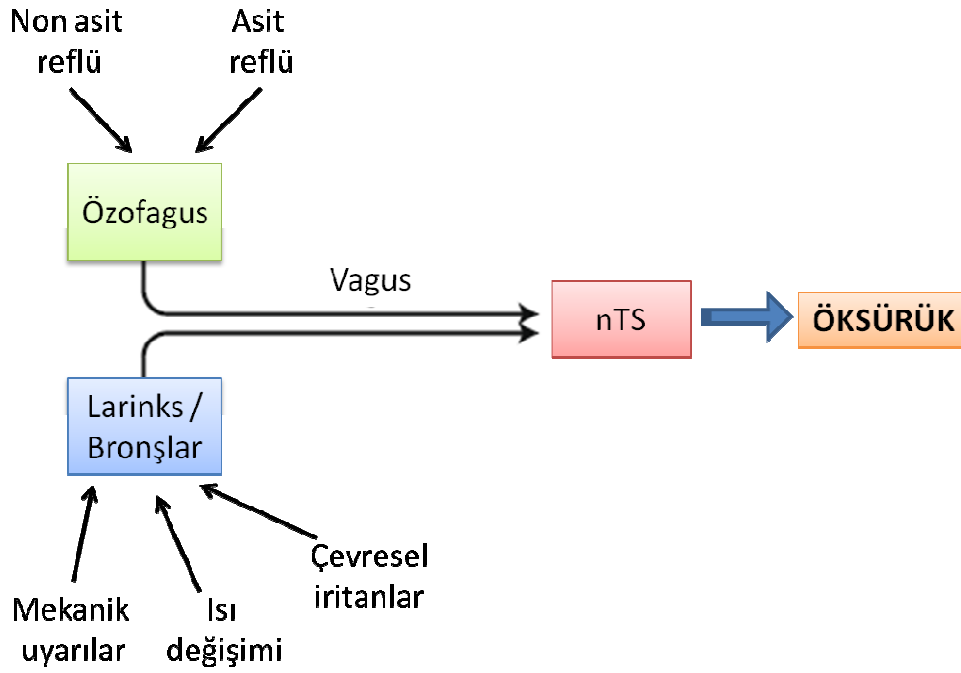 Non asit
reflü
Asit
reflü
Özofagus
Vagus
nTS
ÖKSÜRÜK
Larinks /
Bronşlar
Çevresel
iritanlar
Mekanik
uyarılar
Isı
değişimi